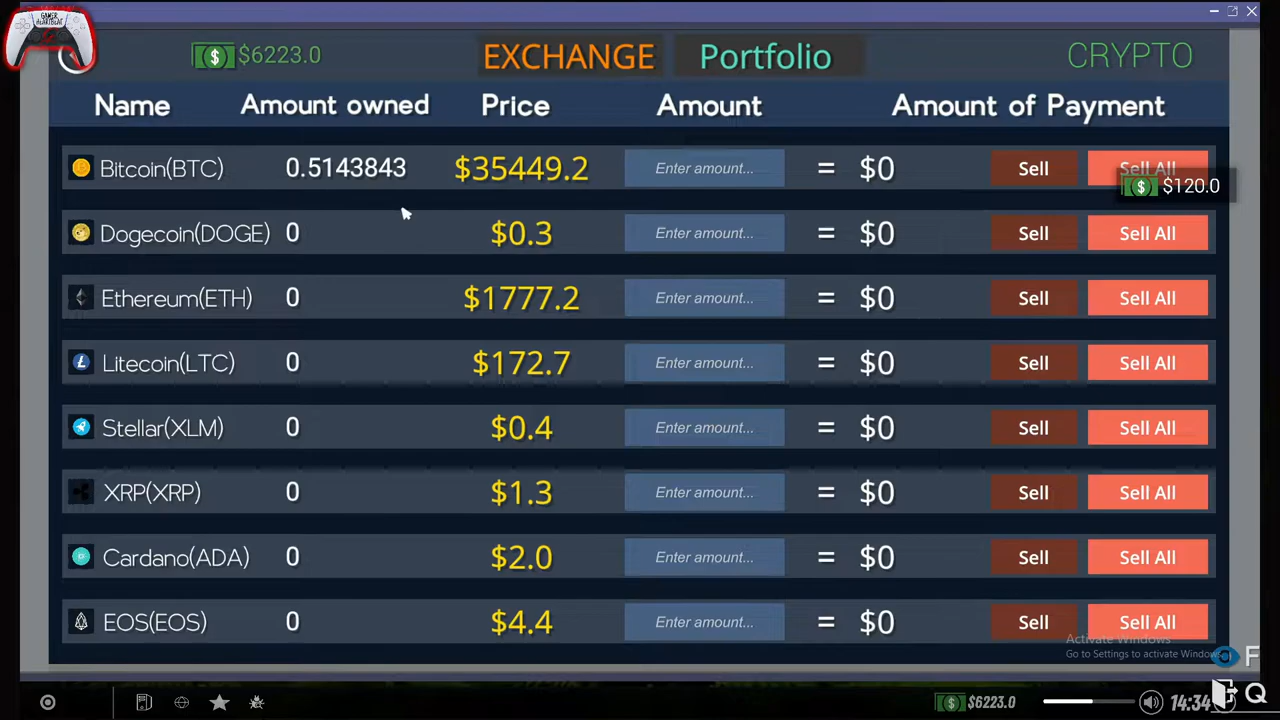 GAMER
HEARTBEAT
$6223.0
EXCHANGE
Portfolio
CRYPTO
Name Amount owned Price Amount Amount of Payment
Bitcoin(BTC) 0.5143843 $35449.2 Enter amount... = $0 Sell Sell All
$120.0
Dogecoin(DOGE) 0 $0.3 Enter amount... = $0 Sell Sell All
Ethereum(ETH) 0 $1777.2 Enter amount... = $0 Sell Sell All
Litecoin(LTC) 0 $172.7 Enter amount... = $0 Sell Sell All
Stellar(XLM) 0 $0.4 Enter amount... = $0 Sell Sell All
XRP(XRP) 0 $1.3 Enter amount... = $0 Sell Sell All
Cardano(ADA) 0 $2.0 Enter amount... = $0 Sell Sell All
EOS(EOS) 0 $4.4 Enter amount... = $0 Sell Sell All
Activate Windows
Go to Settings to activate Windows.
F
$6223.0 14:34 Q